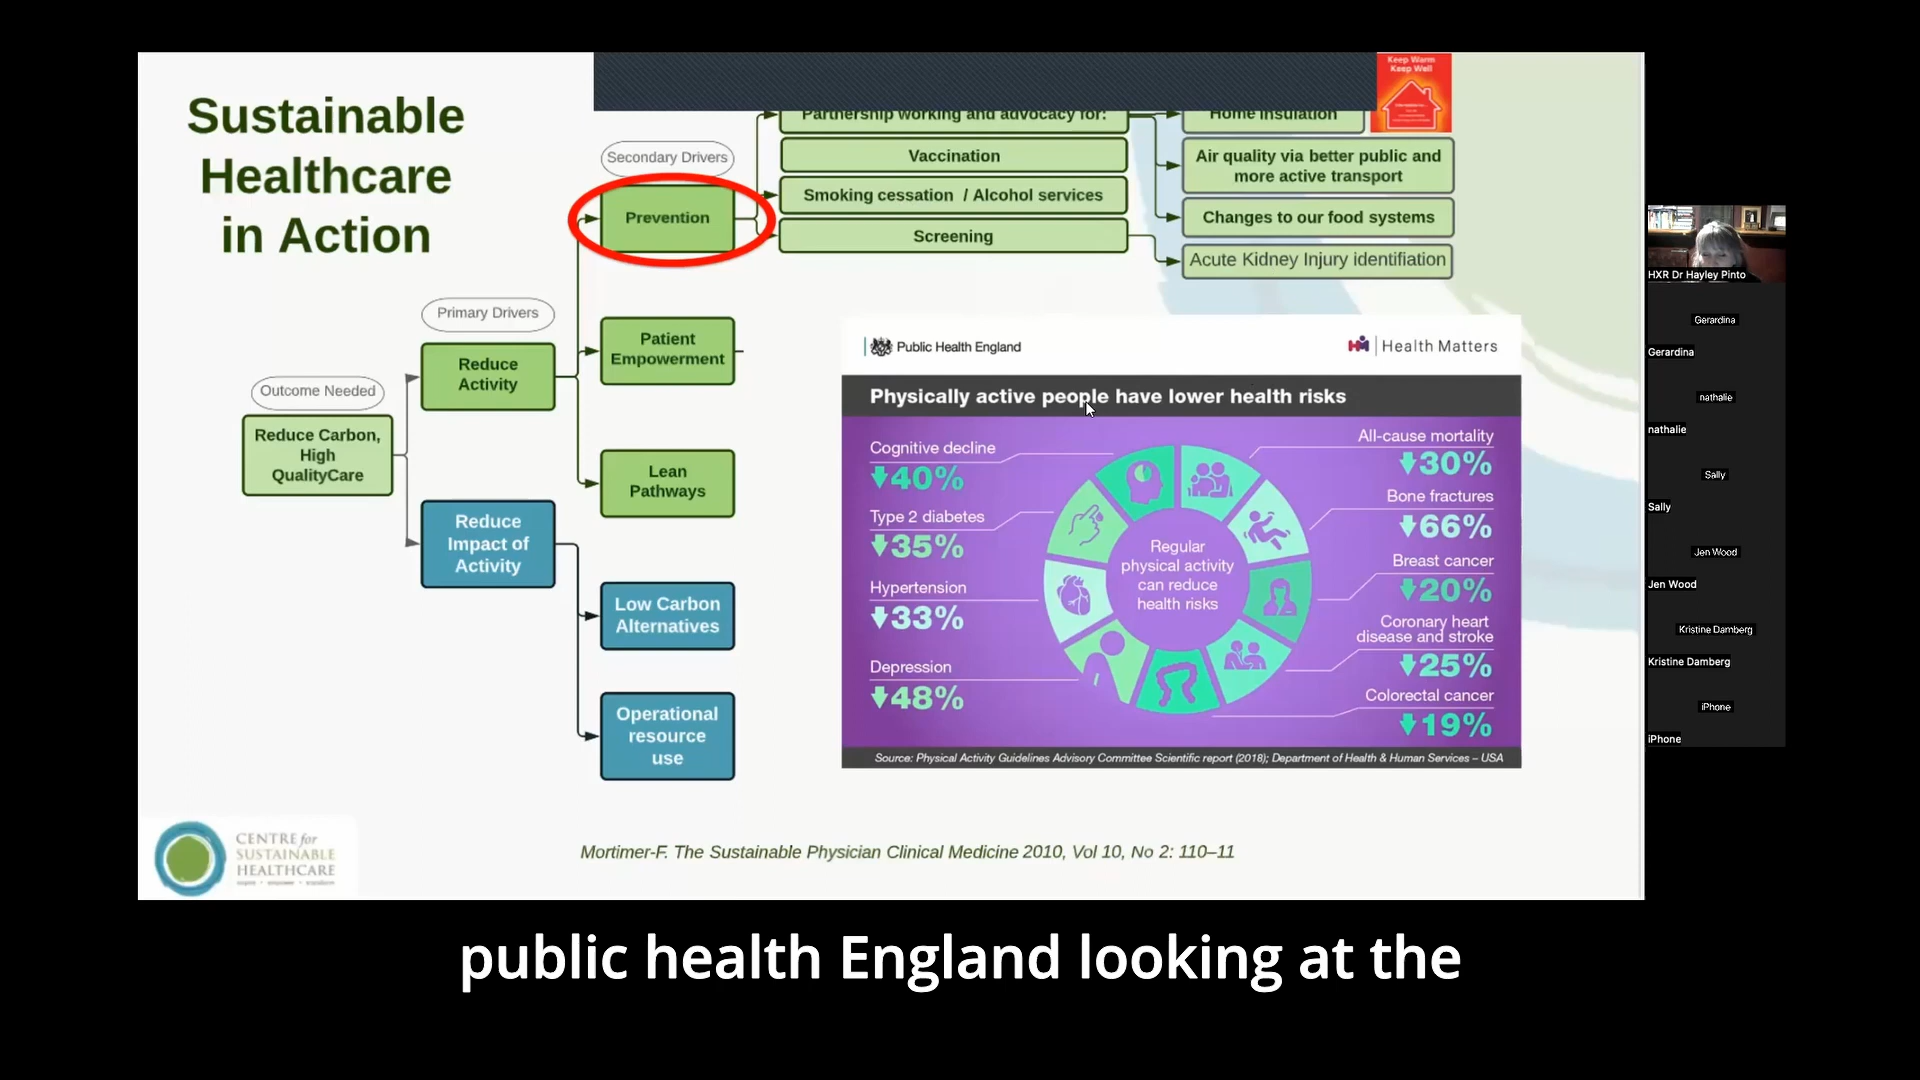 Sustainable
Healthcare
in Action
Keep Warm
Keep Well
Partnership working and advocacy for:
Home insulation
Secondary Drivers
Vaccination
Air quality via better public and
more active transport
Prevention
Smoking cessation / Alcohol services
Changes to our food systems
Screening
Acute Kidney Injury identifiation
Primary Drivers
Reduce
Activity
Patient
Empowerment
Outcome Needed
Reduce Carbon,
High
QualityCare
Lean
Pathways
Reduce
Impact of
Activity
Low Carbon
Alternatives
Operational
resource
use
Public Health England
Health Matters
Physically active people have lower health risks
Cognitive decline
40%
Type 2 diabetes
35%
Hypertension
33%
Depression
48%
Regular
physical activity
can reduce
health risks
All-cause mortality
30%
Bone fractures
66%
Breast cancer
20%
Coronary heart
disease and stroke
25%
Colorectal cancer
19%
Source: Physical Activity Guidelines Advisory Committee Scientific report (2018); Department of Health & Human Services – USA
CENTRE for
SUSTAINABLE
HEALTHCARE
Mortimer-F. The Sustainable Physician Clinical Medicine 2010, Vol 10, No 2: 110–11
HXR Dr Hayley Pinto
Gerardina
Gerardina
nathalie
nathalie
Sally
Sally
Jen Wood
Jen Wood
Kristine Damberg
Kristine Damberg
iPhone
iPhone
public health England looking at the